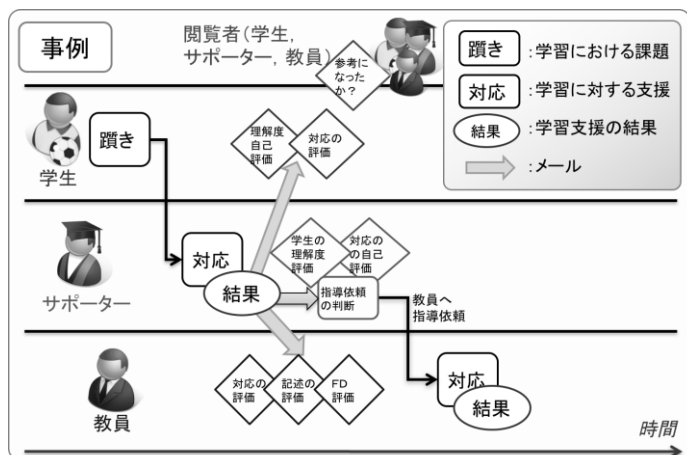 事例
閲覧者(学生,
サポーター, 教員)
参考に
なった
か?
躓き
:学習における課題
対応
:学習に対する支援
結果
:学習支援の結果
:メール
学生
躓き
理解度
自己
評価
対応の
評価
サポーター
対応
結果
学生の
理解度
評価
対応の
の自己
評価
指導依頼
の判断
教員へ
指導依頼
教員
対応の
評価
記述の
評価
FD
評価
対応
結果
時間